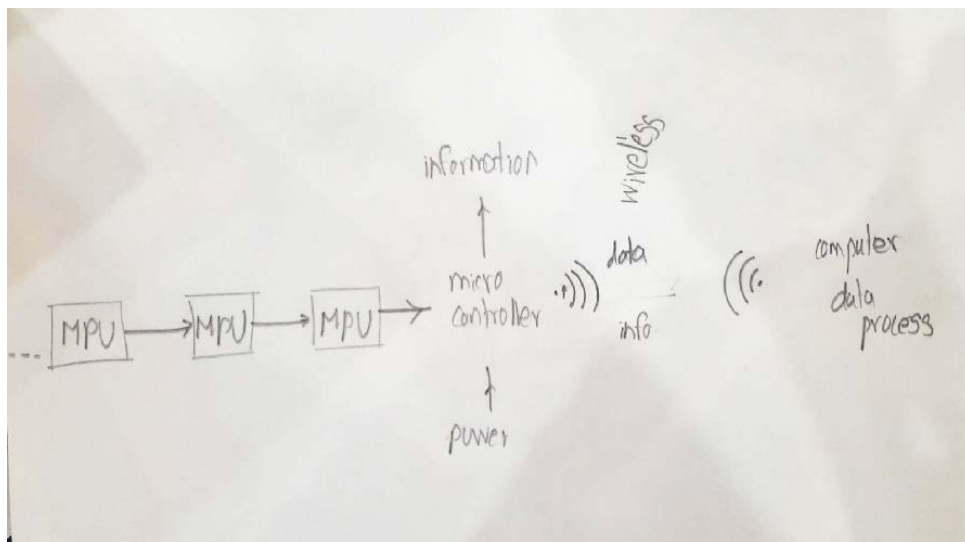 information
wireless
MPU
MPU
MPU
micro
controller
data
info
computer
data
process
power